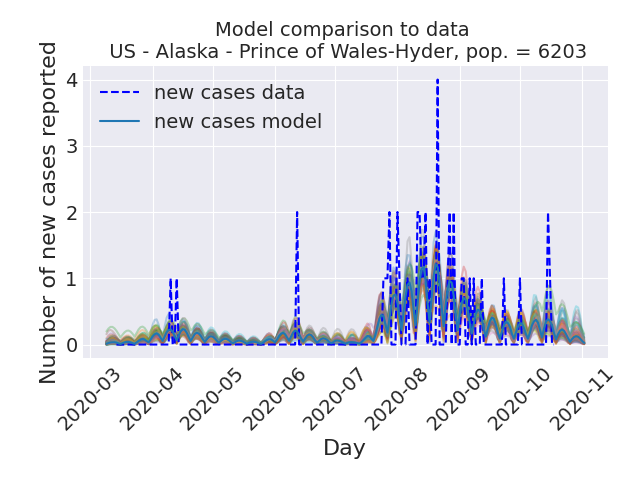 Model comparison to data
US - Alaska - Prince of Wales-Hyder, pop. = 6203
Number of new cases reported
4
3
2
1
0
new cases data
new cases model
2020-03
2020-04
2020-05
2020-06
2020-07
2020-08
2020-09
2020-10
2020-11
Day